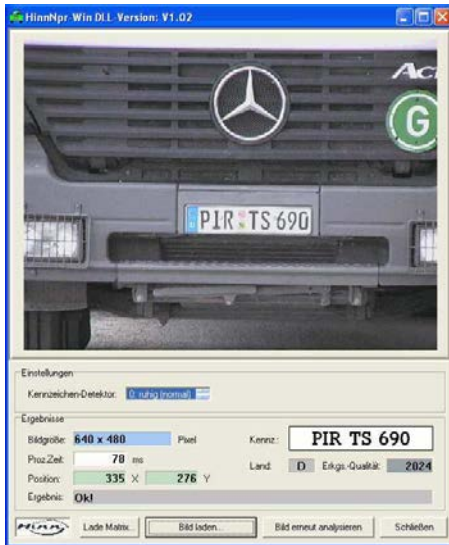 HinnNpr-Win DLL-Version: V1.02
Ac
G
PIR TS 690
Einstellungen
Kennzeichen-Detektor: 0: ruhig (normal)
Ergebnisse
Bildgröße: 640 x 480 Pixel Kennz.: PIR TS 690
Proz.Zeit: 78 ms Land: D Erkgs.-Qualität: 2024
Position: 335 X 276 Y
Ergebnis: Ok!
Hinn Lade Matrix... Bild laden... Bild erneut analysieren Schließen